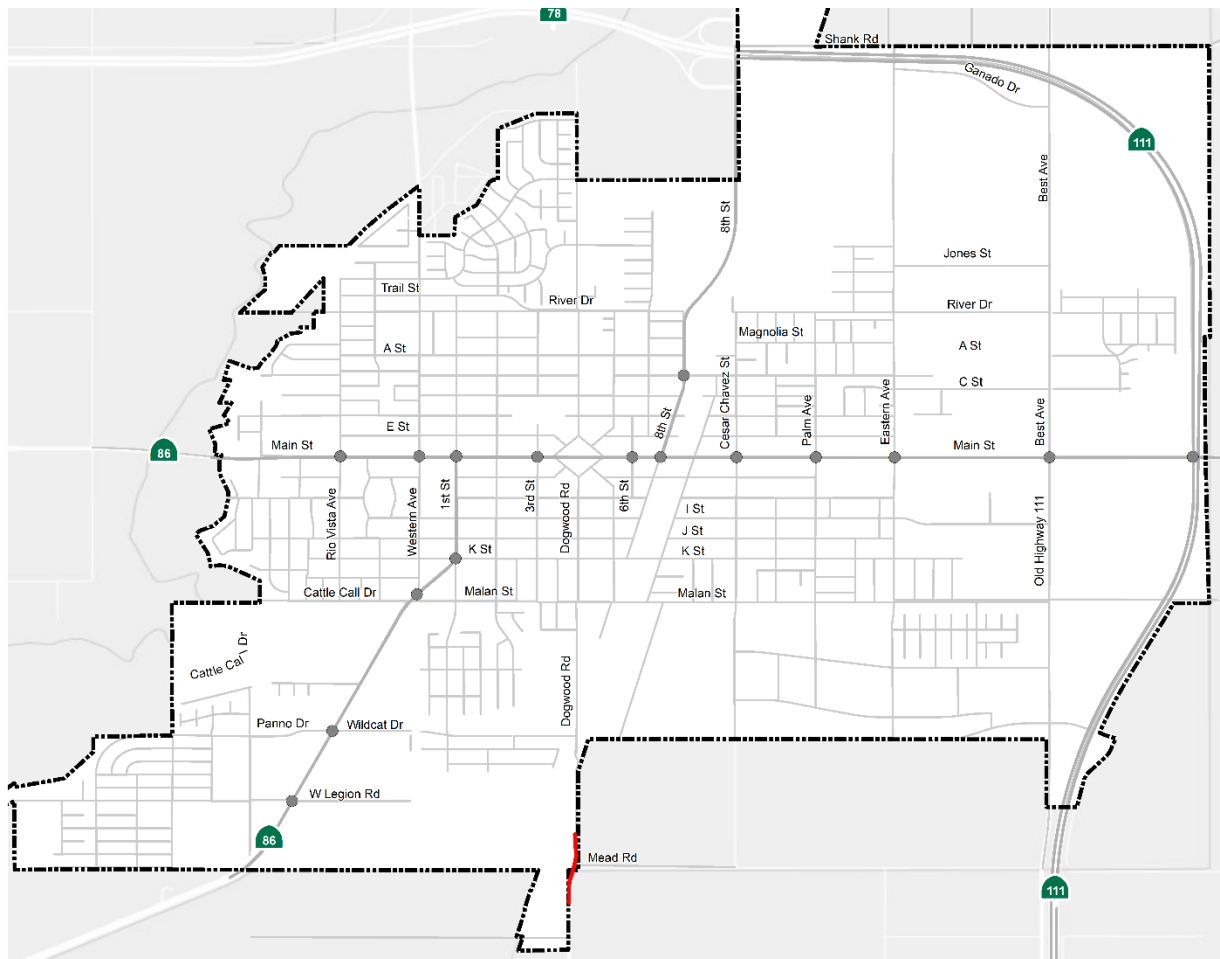 78
Shank Rd
Ganado Dr
111
Best Ave
8th St
Jones St
Trail St
River Dr
River Dr
Magnolia St
A St
A St
C St
Cesar Chavez St
Palm Ave
Eastern Ave
Best Ave
E St
8th St
Main St
Main St
86
Rio Vista Ave
Western Ave
1st St
3rd St
Dogwood Rd
6th St
I St
J St
K St
K St
Old Highway 111
Cattle Call Dr
Malan St
Malan St
Cattle Call Dr
Dogwood Rd
Panno Dr
Wildcat Dr
W Legion Rd
86
Mead Rd
111